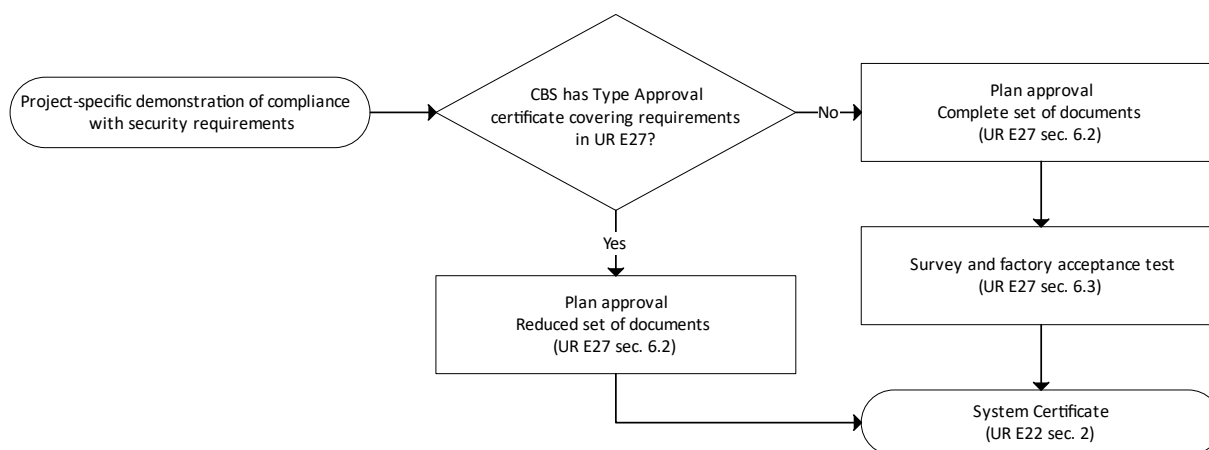 Project-specific demonstration of compliance
with security requirements
CBS has Type Approval
certificate covering requirements
in UR E27?
No
Plan approval
Complete set of documents
(UR E27 sec. 6.2)
Yes
Survey and factory acceptance test
(UR E27 sec. 6.3)
Plan approval
Reduced set of documents
(UR E27 sec. 6.2)
System Certificate
(UR E22 sec. 2)